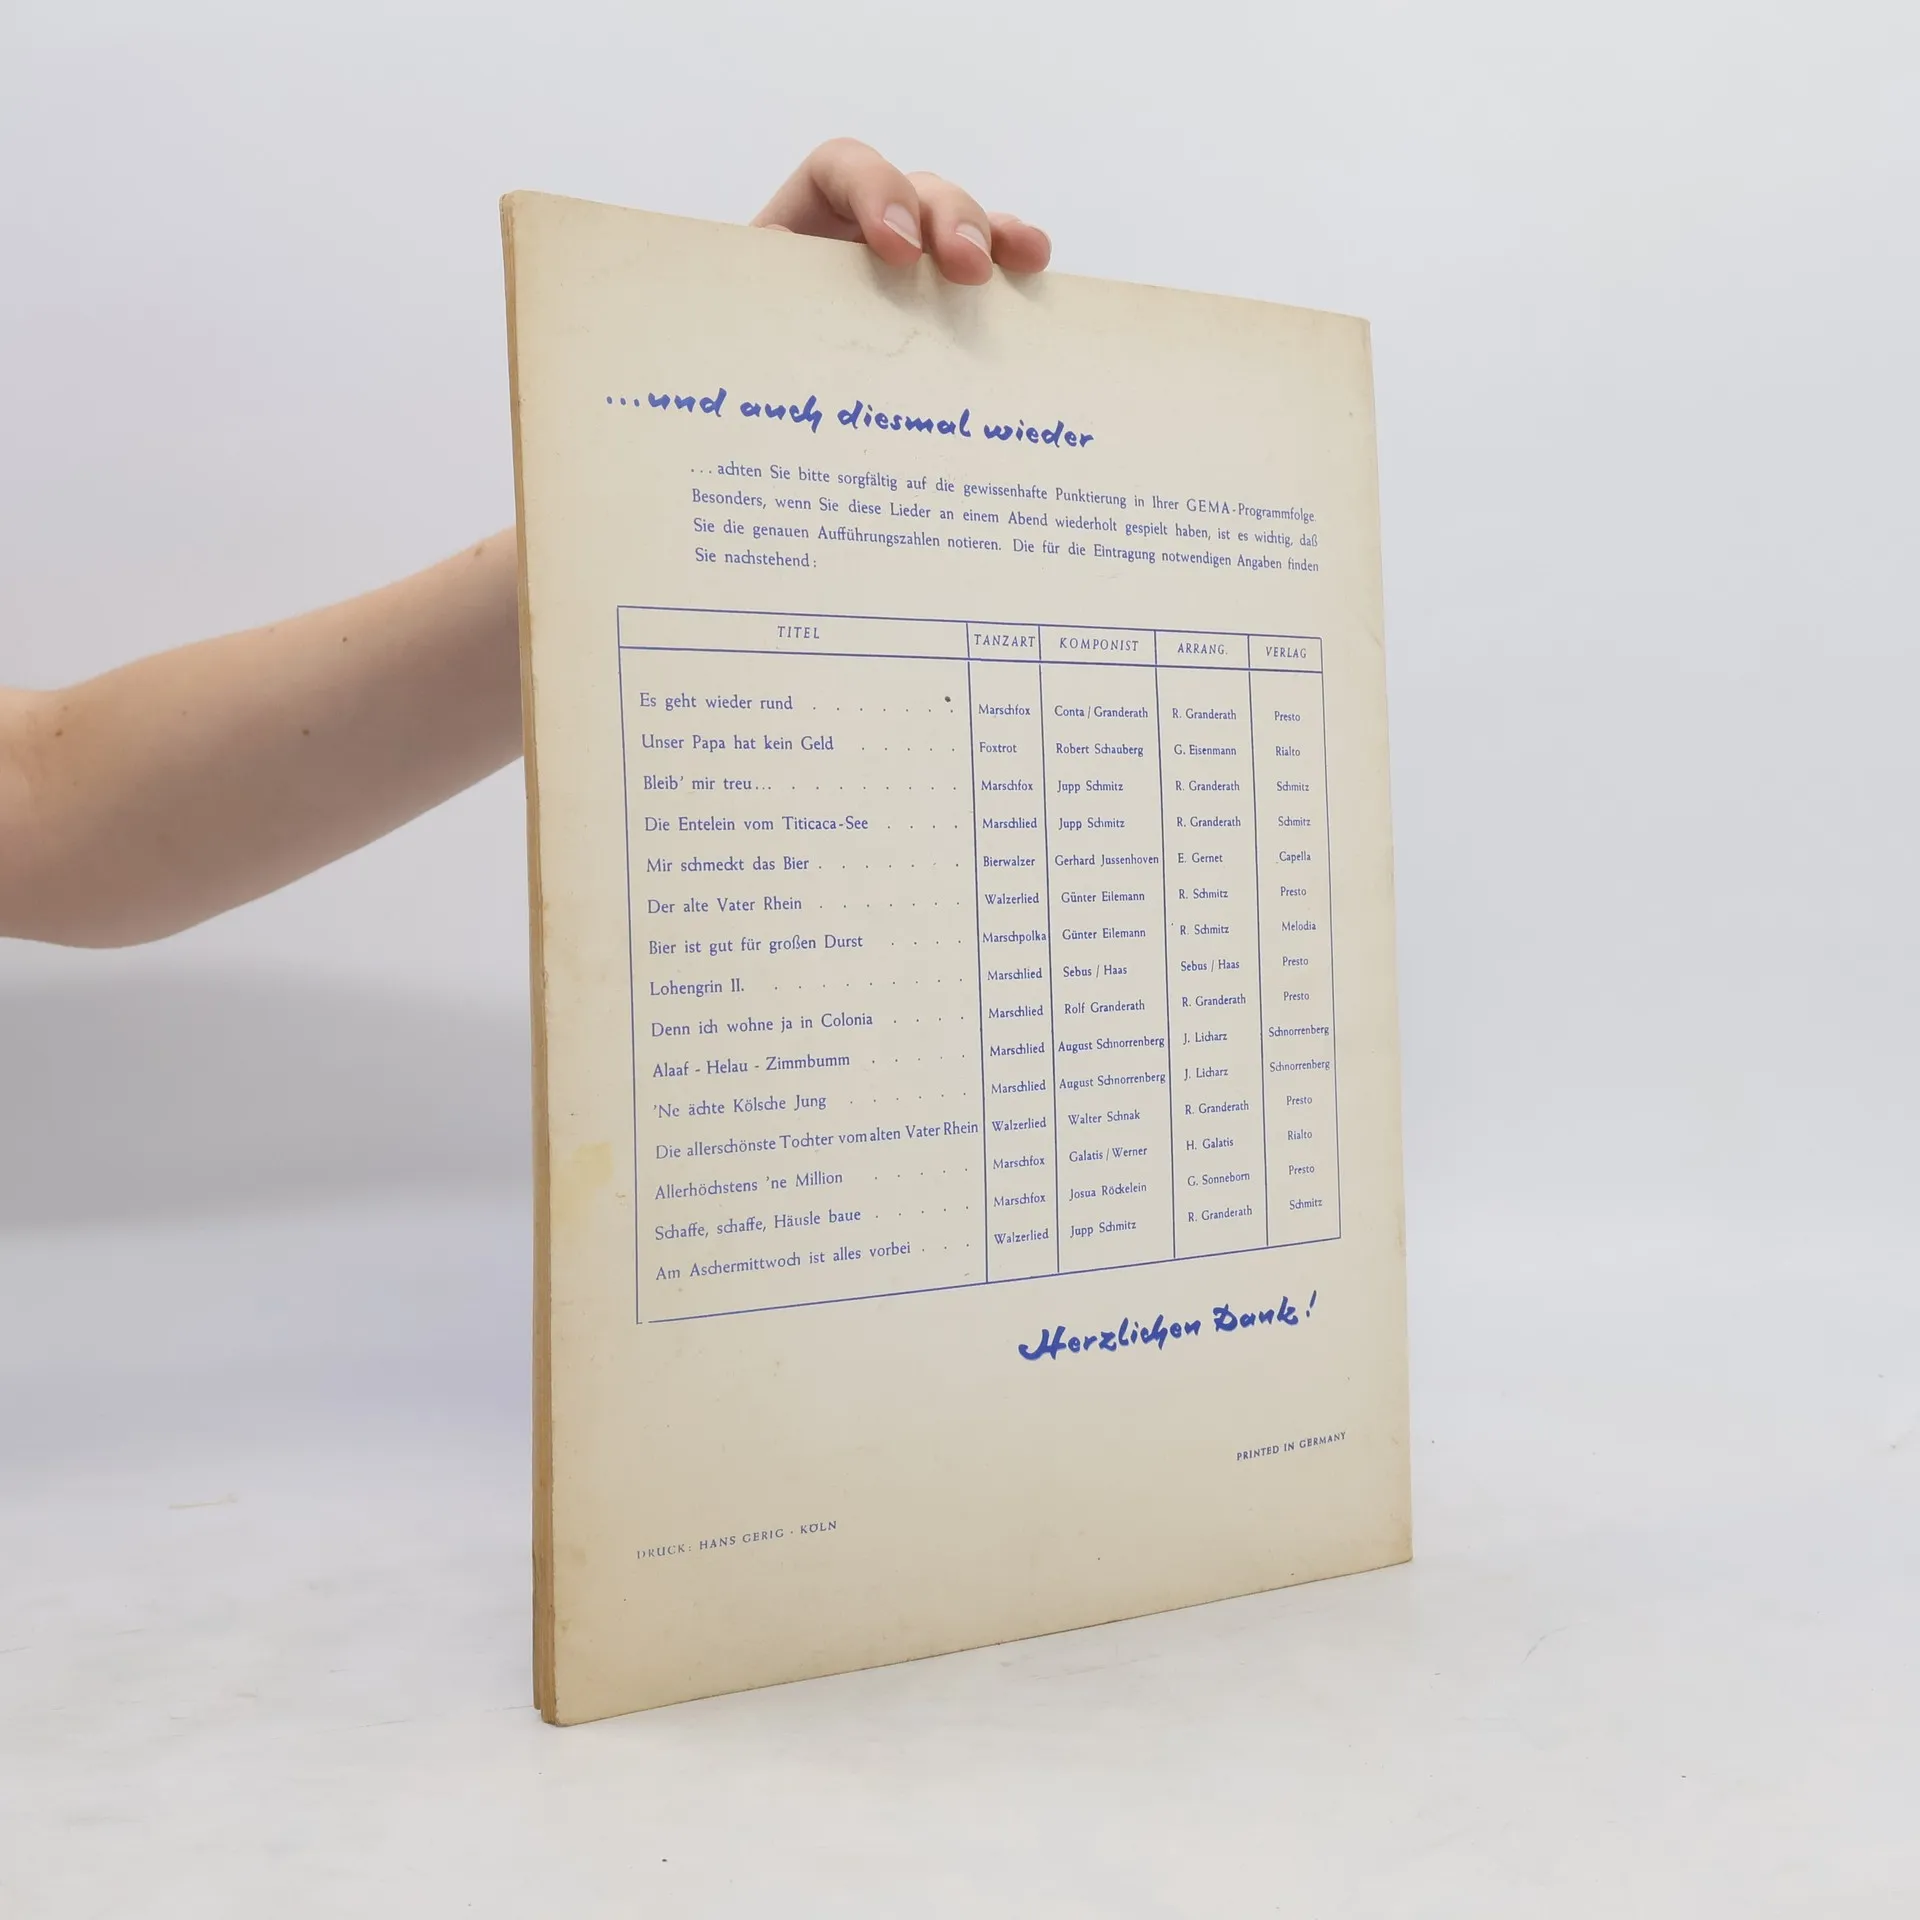 ...und auch diesmal wieder
...achten Sie bitte sorgfältig auf die gewissenhafte Punktierung in Ihrer GEMA-Programmfolge
Besonders, wenn Sie diese Lieder an einem Abend wiederholt gespielt haben, ist es wichtig, daß
Sie die genauen Aufführungszahlen notieren. Die für die Eintragung notwendigen Angaben finden
Sie nachstehend:
TITEL TANZART KOMPONIST ARRANG. VERLAG
Es geht wieder rund . . . . . . . Marschfox Conta / Granderath R. Granderath Presto
Unser Papa hat kein Geld . . . . . Foxtrot Robert Schauberg G. Eisenmann Rialto
Bleib' mir treu... . . . . . . . . Marschfox Jupp Schmitz R. Granderath Schmitz
Die Entelein vom Titicaca-See . . . . Marschlied Jupp Schmitz R. Granderath Schmitz
Mir schmeckt das Bier . . . . . . . Bierwalzer Gerhard Jussenhoven E. Gernet Capella
Der alte Vater Rhein . . . . . . . Walzerlied Günter Eilemann R. Schmitz Presto
Bier ist gut für großen Durst . . . . Marschpolka Günter Eilemann R. Schmitz Melodia
Lohengrin II. . . . . . . . . . Marschlied Sebus / Haas Sebus / Haas Presto
Denn ich wohne ja in Colonia . . . . Marschlied Rolf Granderath R. Granderath Presto
Alaaf - Helau - Zimmbumm . . . . . Marschlied August Schnorrenberg J. Licharz Schnorrenberg
'Ne ächte Kölsche Jung . . . . . . Marschlied August Schnorrenberg J. Licharz Schnorrenberg
Die allerschönste Tochter vom alten Vater Rhein Walzerlied Walter Schnak R. Granderath Presto
Allerhöchstens 'ne Million . . . . . Marschfox Galatis / Werner H. Galatis Rialto
Schaffe, schaffe, Häusle baue . . . . . Marschfox Josua Röckelein G. Sonneborn Presto
Am Aschermittwoch ist alles vorbei . . . Walzerlied Jupp Schmitz R. Granderath Schmitz
Herzlichen Dank!
PRINTED IN GERMANY
DRUCK: HANS GERIG · KÖLN